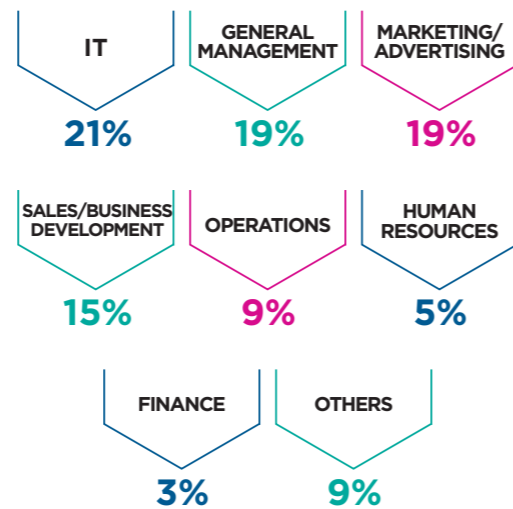 IT
GENERAL
MANAGEMENT
MARKETING/
ADVERTISING
21%
19%
19%
SALES/BUSINESS
DEVELOPMENT
OPERATIONS
HUMAN
RESOURCES
15%
9%
5%
FINANCE
OTHERS
3%
9%